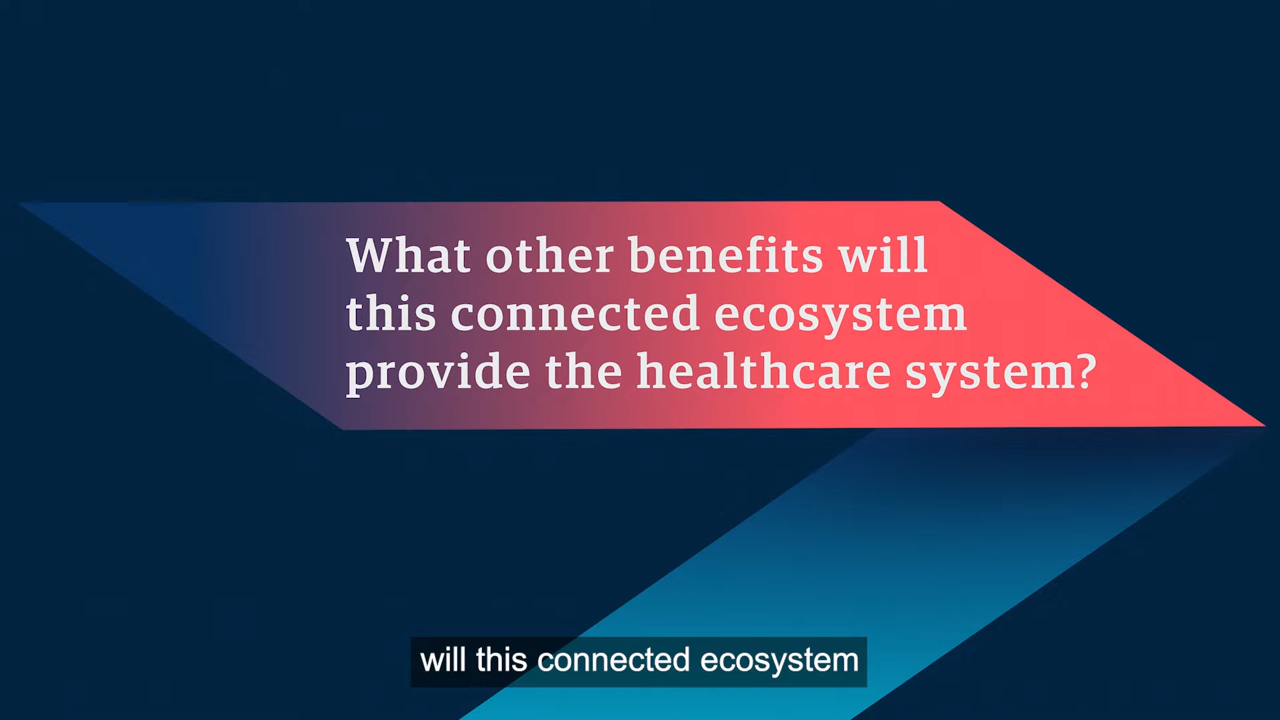 What other benefits will
this connected ecosystem
provide the healthcare system?
will this connected ecosystem